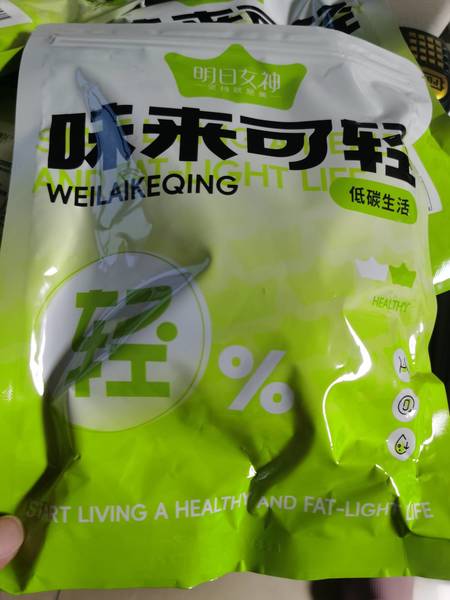 明日女神
味来可轻
WEILAIKEQING
低碳生活
HEALTHY
轻
%
START LIVING A HEALTHY AND FAT-LIGHT LIFE